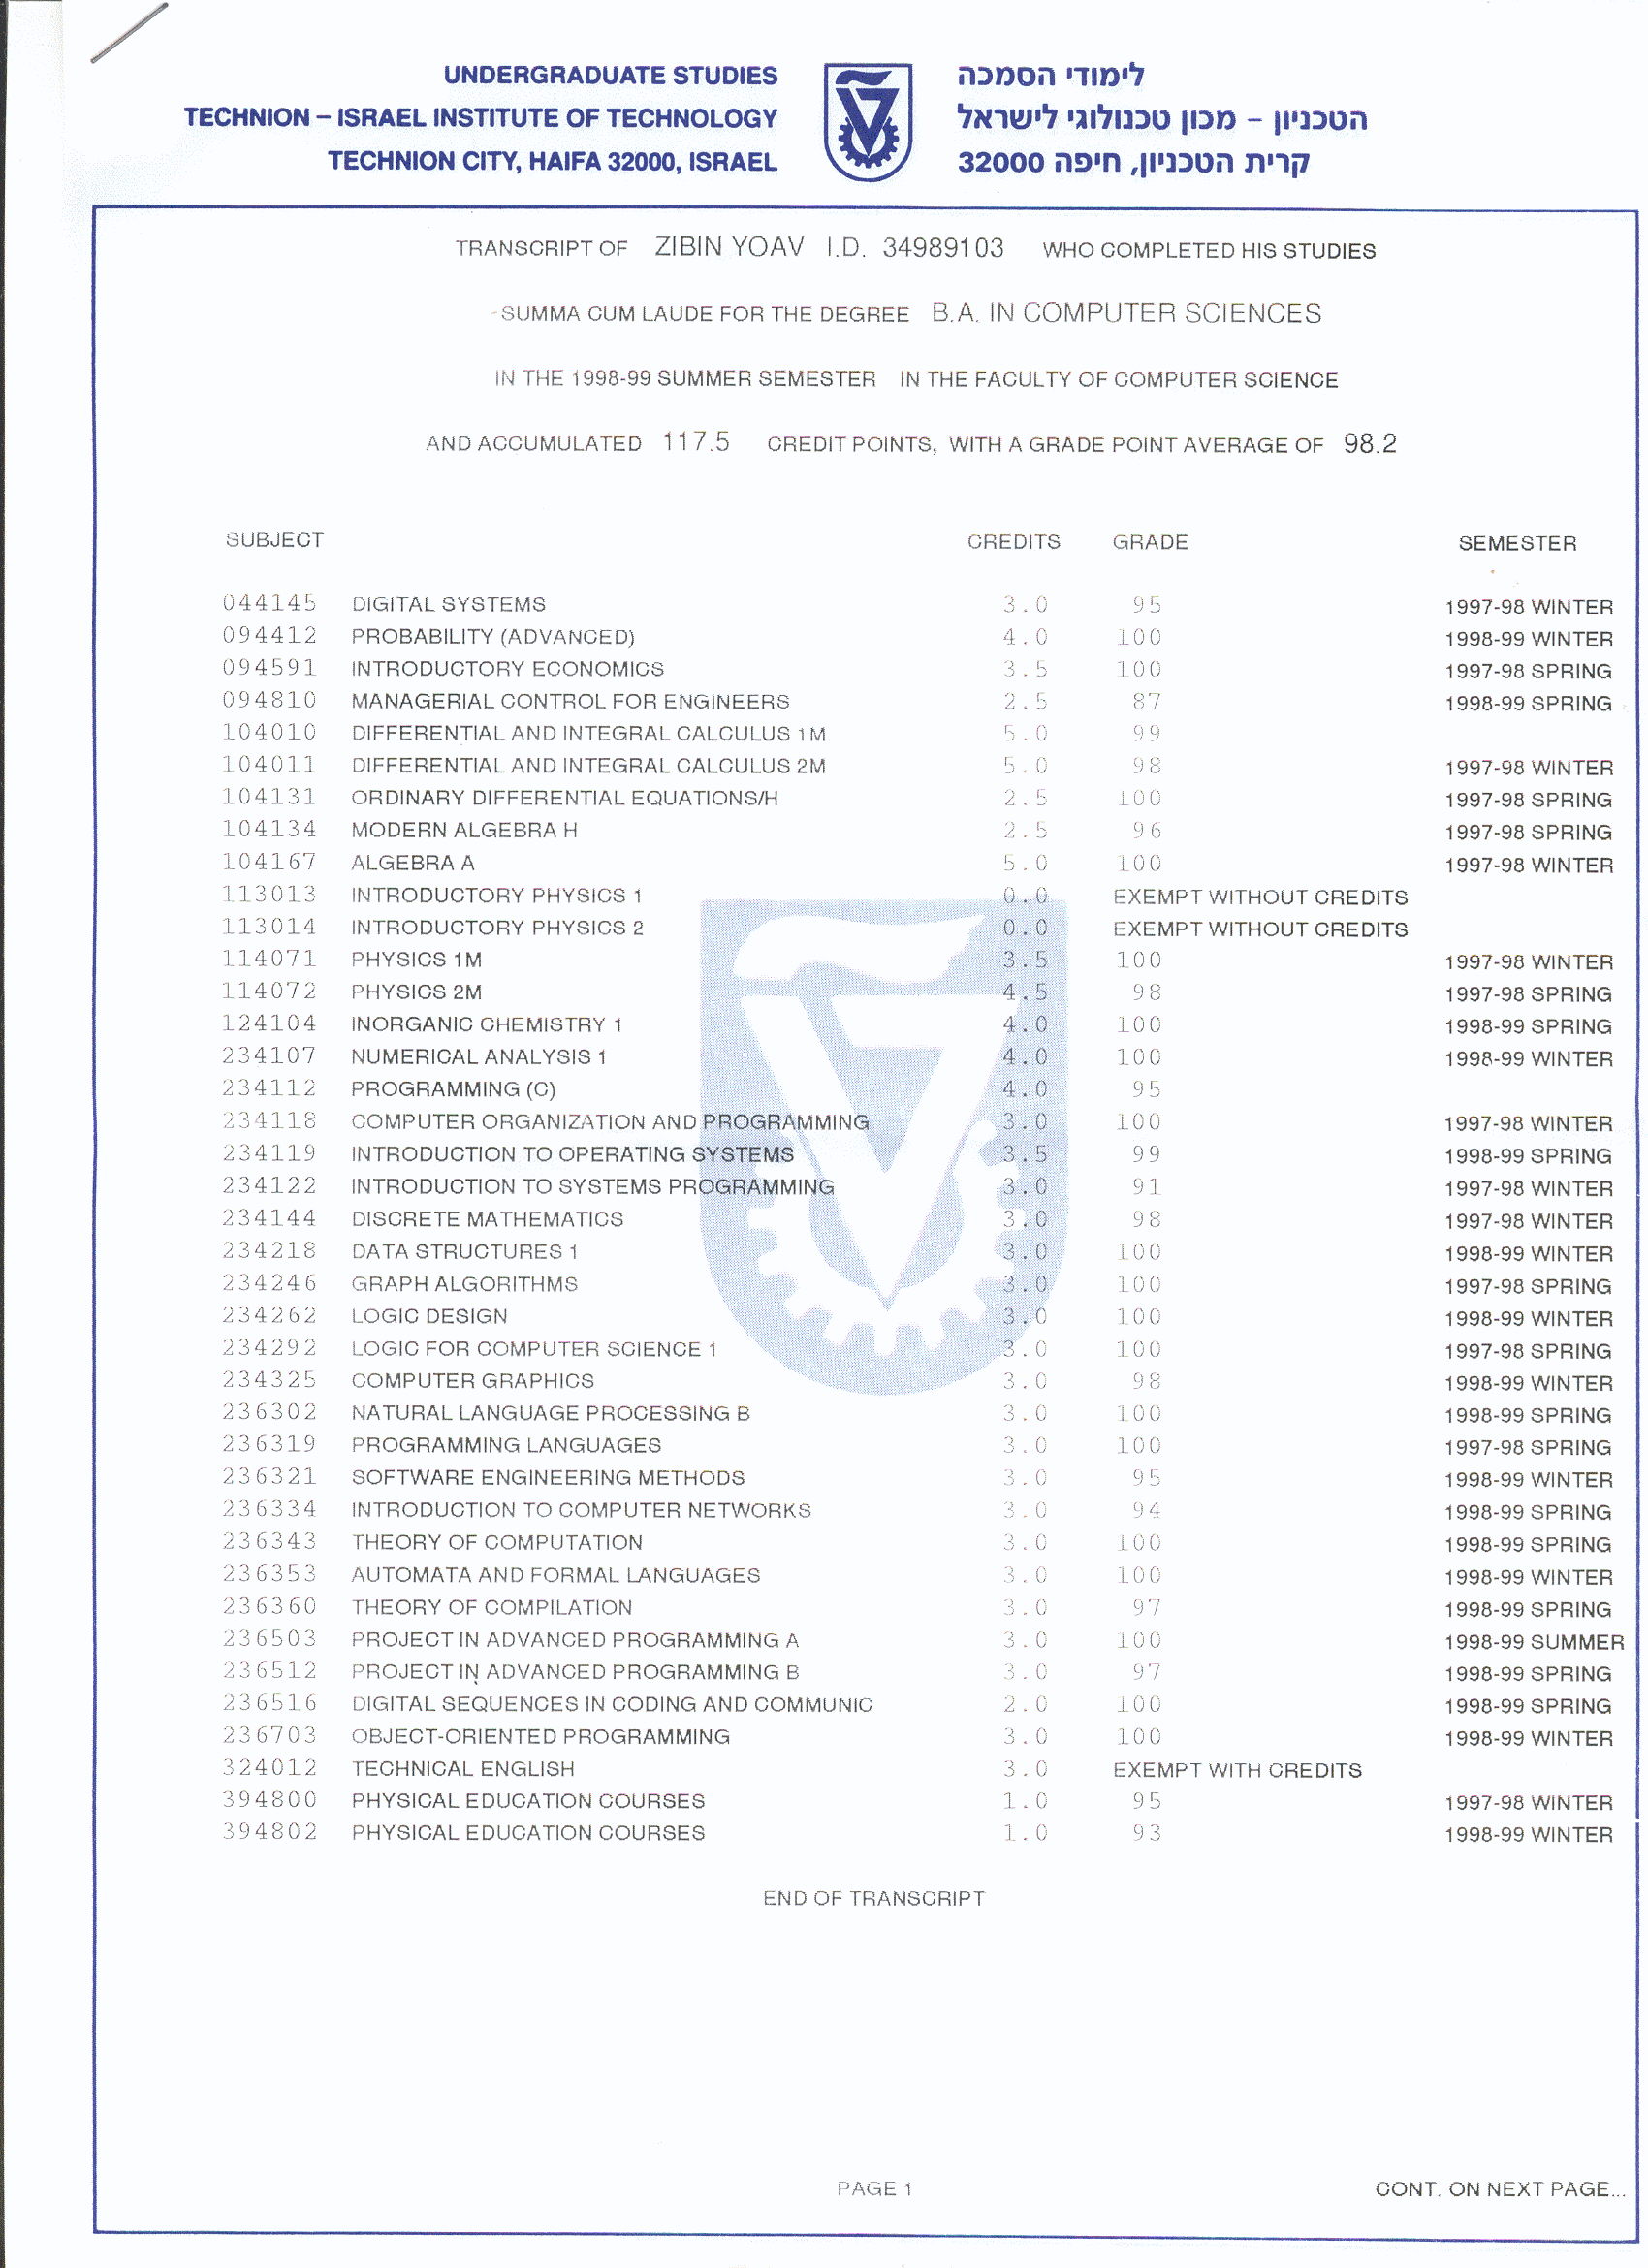 UNDERGRADUATE STUDIES
TECHNION – ISRAEL INSTITUTE OF TECHNOLOGY
TECHNION CITY, HAIFA 32000, ISRAEL
לימודי הסמכה
הטכניון – מכון טכנולוגי לישראל
קרית הטכניון, חיפה 32000
TRANSCRIPT OF ZIBIN YOAV I.D. 34989103 WHO COMPLETED HIS STUDIES
SUMMA CUM LAUDE FOR THE DEGREE B.A. IN COMPUTER SCIENCES
IN THE 1998-99 SUMMER SEMESTER IN THE FACULTY OF COMPUTER SCIENCE
AND ACCUMULATED 117.5 CREDIT POINTS, WITH A GRADE POINT AVERAGE OF 98.2
SUBJECT CREDITS GRADE SEMESTER
044145 DIGITAL SYSTEMS 3.0 95 1997-98 WINTER
094412 PROBABILITY (ADVANCED) 4.0 100 1998-99 WINTER
094591 INTRODUCTORY ECONOMICS 3.5 100 1997-98 SPRING
094810 MANAGERIAL CONTROL FOR ENGINEERS 2.5 87 1998-99 SPRING
104010 DIFFERENTIAL AND INTEGRAL CALCULUS 1M 5.0 99
104011 DIFFERENTIAL AND INTEGRAL CALCULUS 2M 5.0 98 1997-98 WINTER
104131 ORDINARY DIFFERENTIAL EQUATIONS/H 2.5 100 1997-98 SPRING
104134 MODERN ALGEBRA H 2.5 96 1997-98 SPRING
104167 ALGEBRA A 5.0 100 1997-98 WINTER
113013 INTRODUCTORY PHYSICS 1 0.0 EXEMPT WITHOUT CREDITS
113014 INTRODUCTORY PHYSICS 2 0.0 EXEMPT WITHOUT CREDITS
114071 PHYSICS 1M 3.5 100 1997-98 WINTER
114072 PHYSICS 2M 4.5 98 1997-98 SPRING
124104 INORGANIC CHEMISTRY 1 4.0 100 1998-99 SPRING
234107 NUMERICAL ANALYSIS 1 4.0 100 1998-99 WINTER
234112 PROGRAMMING (C) 4.0 95
234118 COMPUTER ORGANIZATION AND PROGRAMMING 3.0 100 1997-98 WINTER
234119 INTRODUCTION TO OPERATING SYSTEMS 3.5 99 1998-99 SPRING
234122 INTRODUCTION TO SYSTEMS PROGRAMMING 3.0 91 1997-98 WINTER
234144 DISCRETE MATHEMATICS 3.0 98 1997-98 WINTER
234218 DATA STRUCTURES 1 3.0 100 1998-99 WINTER
234246 GRAPH ALGORITHMS 3.0 100 1997-98 SPRING
234262 LOGIC DESIGN 3.0 100 1998-99 WINTER
234292 LOGIC FOR COMPUTER SCIENCE 1 3.0 100 1997-98 SPRING
234325 COMPUTER GRAPHICS 3.0 98 1998-99 WINTER
236302 NATURAL LANGUAGE PROCESSING B 3.0 100 1998-99 SPRING
236319 PROGRAMMING LANGUAGES 3.0 100 1997-98 SPRING
236321 SOFTWARE ENGINEERING METHODS 3.0 95 1998-99 WINTER
236334 INTRODUCTION TO COMPUTER NETWORKS 3.0 94 1998-99 SPRING
236343 THEORY OF COMPUTATION 3.0 100 1998-99 SPRING
236353 AUTOMATA AND FORMAL LANGUAGES 3.0 100 1998-99 WINTER
236360 THEORY OF COMPILATION 3.0 97 1998-99 SPRING
236503 PROJECT IN ADVANCED PROGRAMMING A 3.0 100 1998-99 SUMMER
236512 PROJECT IN ADVANCED PROGRAMMING B 3.0 97 1998-99 SPRING
236516 DIGITAL SEQUENCES IN CODING AND COMMUNIC 2.0 100 1998-99 SPRING
236703 OBJECT-ORIENTED PROGRAMMING 3.0 100 1998-99 WINTER
324012 TECHNICAL ENGLISH 3.0 EXEMPT WITH CREDITS
394800 PHYSICAL EDUCATION COURSES 1.0 95 1997-98 WINTER
394802 PHYSICAL EDUCATION COURSES 1.0 93 1998-99 WINTER
END OF TRANSCRIPT
PAGE 1
CONT. ON NEXT PAGE...